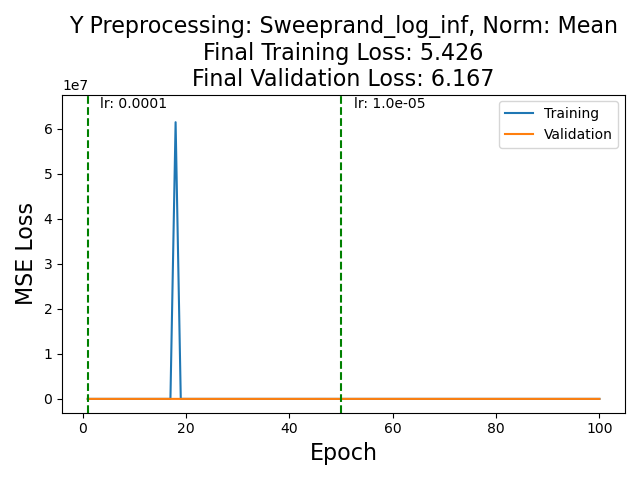 Y Preprocessing: Sweeprand_log_inf, Norm: Mean
Final Training Loss: 5.426
Final Validation Loss: 6.167
1e7
lr: 0.0001
lr: 1.0e-05
Training
Validation
6
5
4
3
2
1
0
MSE Loss
0
20
40
60
80
100
Epoch